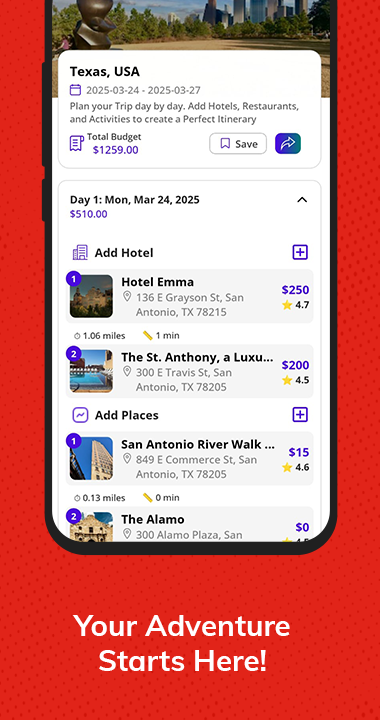 Texas, USA
2025-03-24 - 2025-03-27
Plan your Trip day by day. Add Hotels, Restaurants,
and Activities to create a Perfect Itinerary
Total Budget
$1259.00
Save
Day 1: Mon, Mar 24, 2025
$510.00
Add Hotel
1
Hotel Emma
136 E Grayson St, San
Antonio, TX 78215
$250
4.7
1.06 miles 1 min
2
The St. Anthony, a Luxu...
300 E Travis St, San
Antonio, TX 78205
$200
4.5
Add Places
1
San Antonio River Walk ...
849 E Commerce St, San
Antonio, TX 78205
$15
4.6
0.13 miles 0 min
2
The Alamo
300 Alamo Plaza, San
$0
Your Adventure
Starts Here!